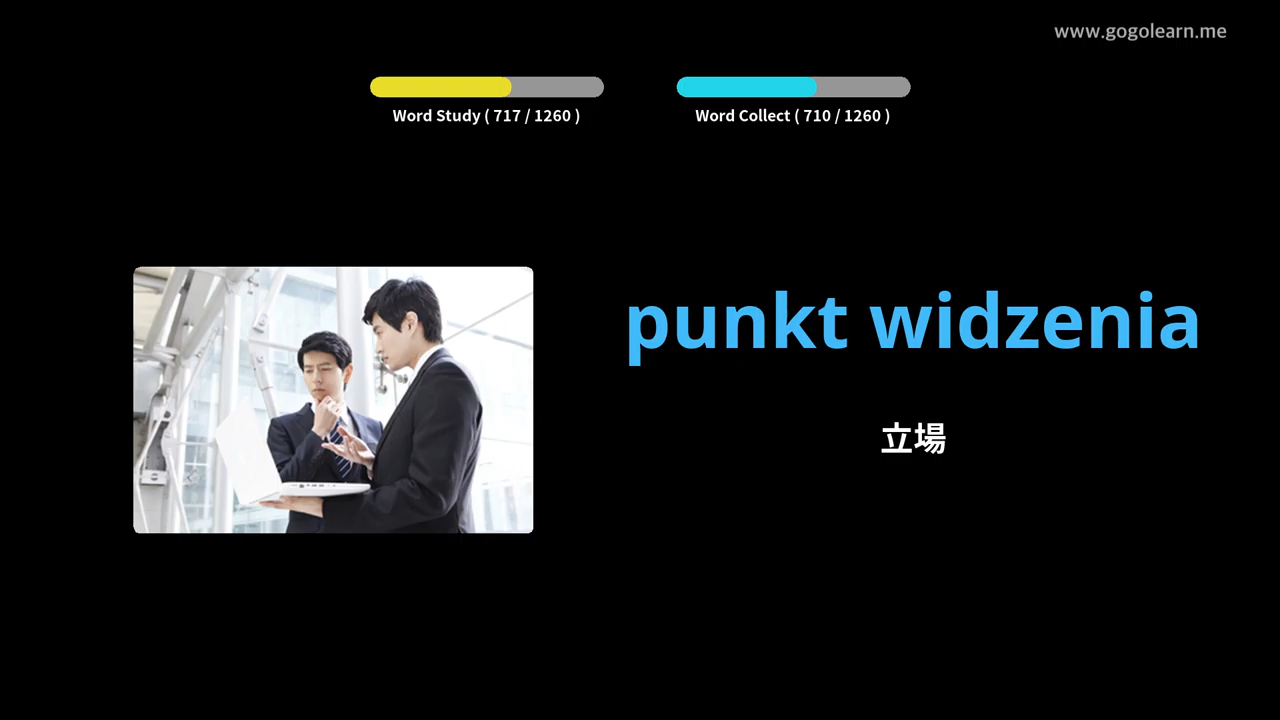 www.gogolearn.me
Word Study ( 717 / 1260 )
Word Collect ( 710 / 1260 )
punkt widzenia
立場